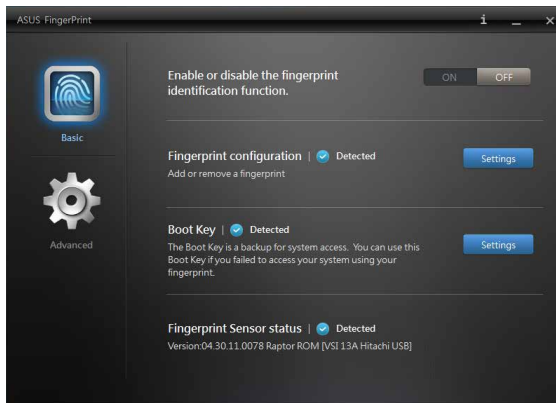 ASUS FingerPrint
Basic
Advanced
Enable or disable the fingerprint
identification function.
ON OFF
Fingerprint configuration | Detected
Add or remove a fingerprint
Settings
Boot Key | Detected
The Boot Key is a backup for system access. You can use this
Boot Key if you failed to access your system using your
fingerprint.
Settings
Fingerprint Sensor status | Detected
Version:04.30.11.0078 Raptor ROM [VSI 13A Hitachi USB]